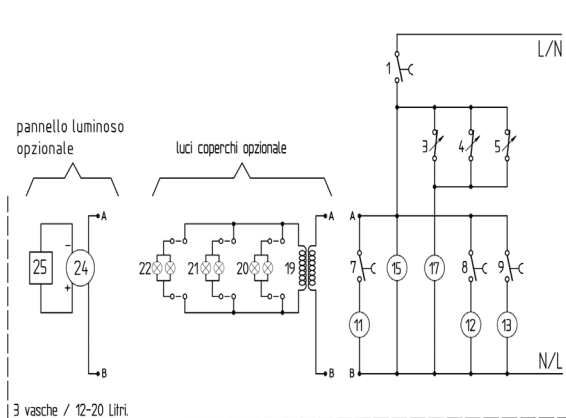 L/N
1
pannello luminoso
opzionale
luci coperchi opzionale
3 4 5
A A A
25 - + 24
22 21 20 19
7 15 17 8 9
11 12 13
B B B
N/L
3 vasche / 12-20 Litri.